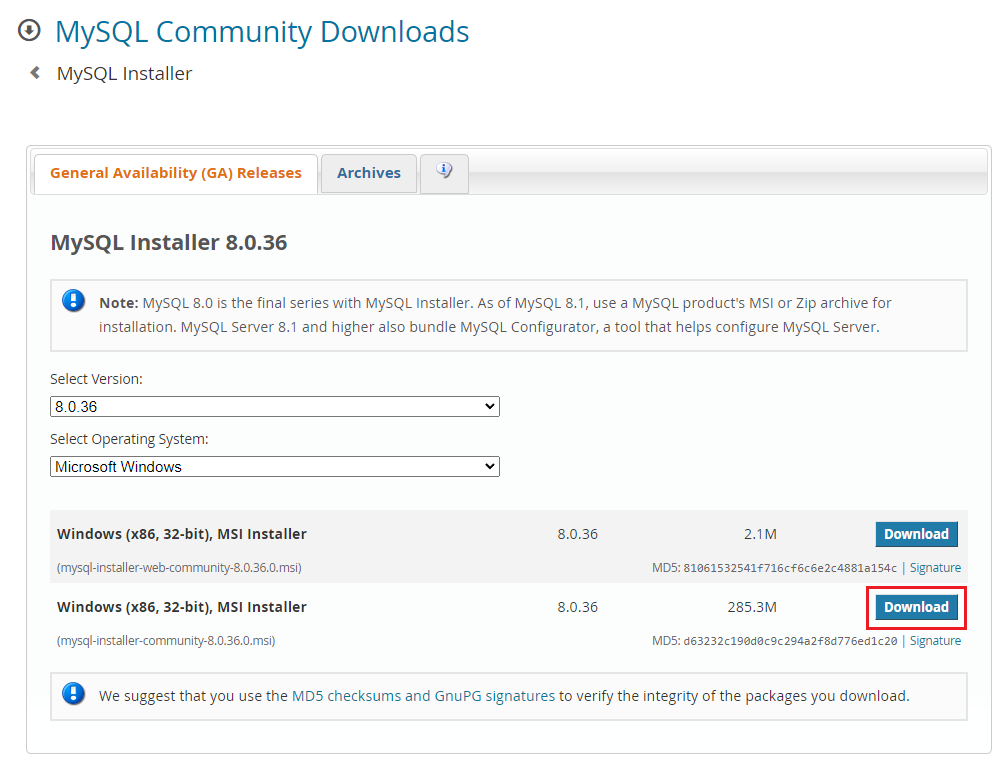 MySQL Community Downloads
MySQL Installer
General Availability (GA) Releases
Archives
MySQL Installer 8.0.36
Note: MySQL 8.0 is the final series with MySQL Installer. As of MySQL 8.1, use a MySQL product's MSI or Zip archive for
installation. MySQL Server 8.1 and higher also bundle MySQL Configurator, a tool that helps configure MySQL Server.
Select Version:
8.0.36
Select Operating System:
Microsoft Windows
Windows (x86, 32-bit), MSI Installer 8.0.36 2.1M Download
(mysql-installer-web-community-8.0.36.0.msi) MD5: 81061532541f716cf6c6e2c4881a154c | Signature
Windows (x86, 32-bit), MSI Installer 8.0.36 285.3M Download
(mysql-installer-community-8.0.36.0.msi) MD5: d63232c190d0c9c294a2f8d776ed1c20 | Signature
We suggest that you use the MD5 checksums and GnuPG signatures to verify the integrity of the packages you download.